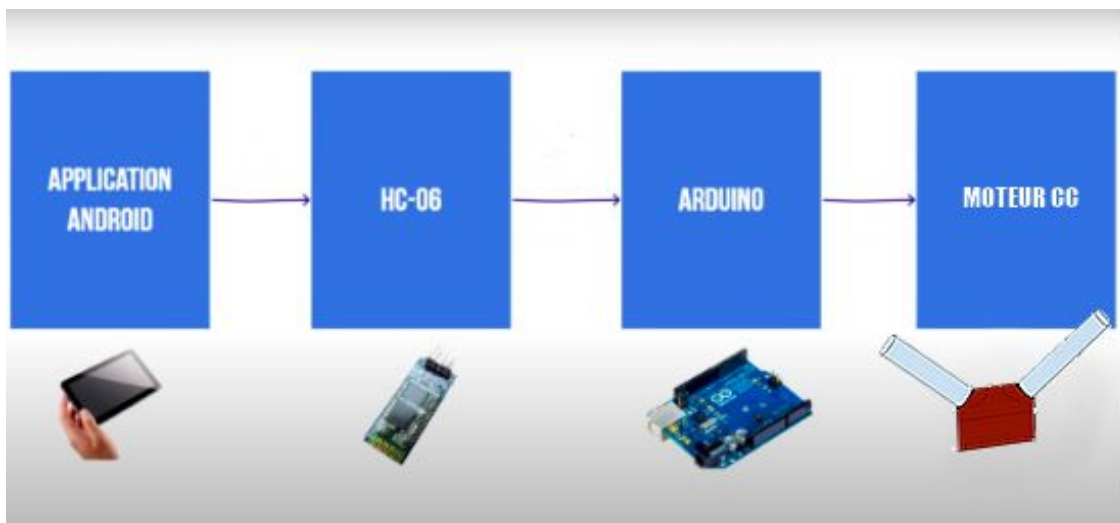 APPLICATION
ANDROID
HC-06
ARDUINO
MOTEUR CC